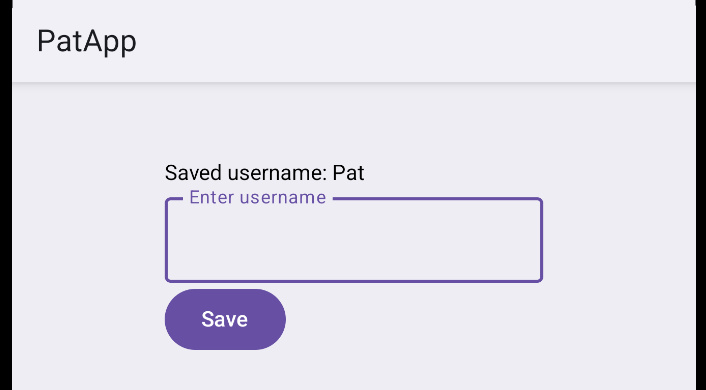 PatApp
Saved username: Pat
Enter username
Save